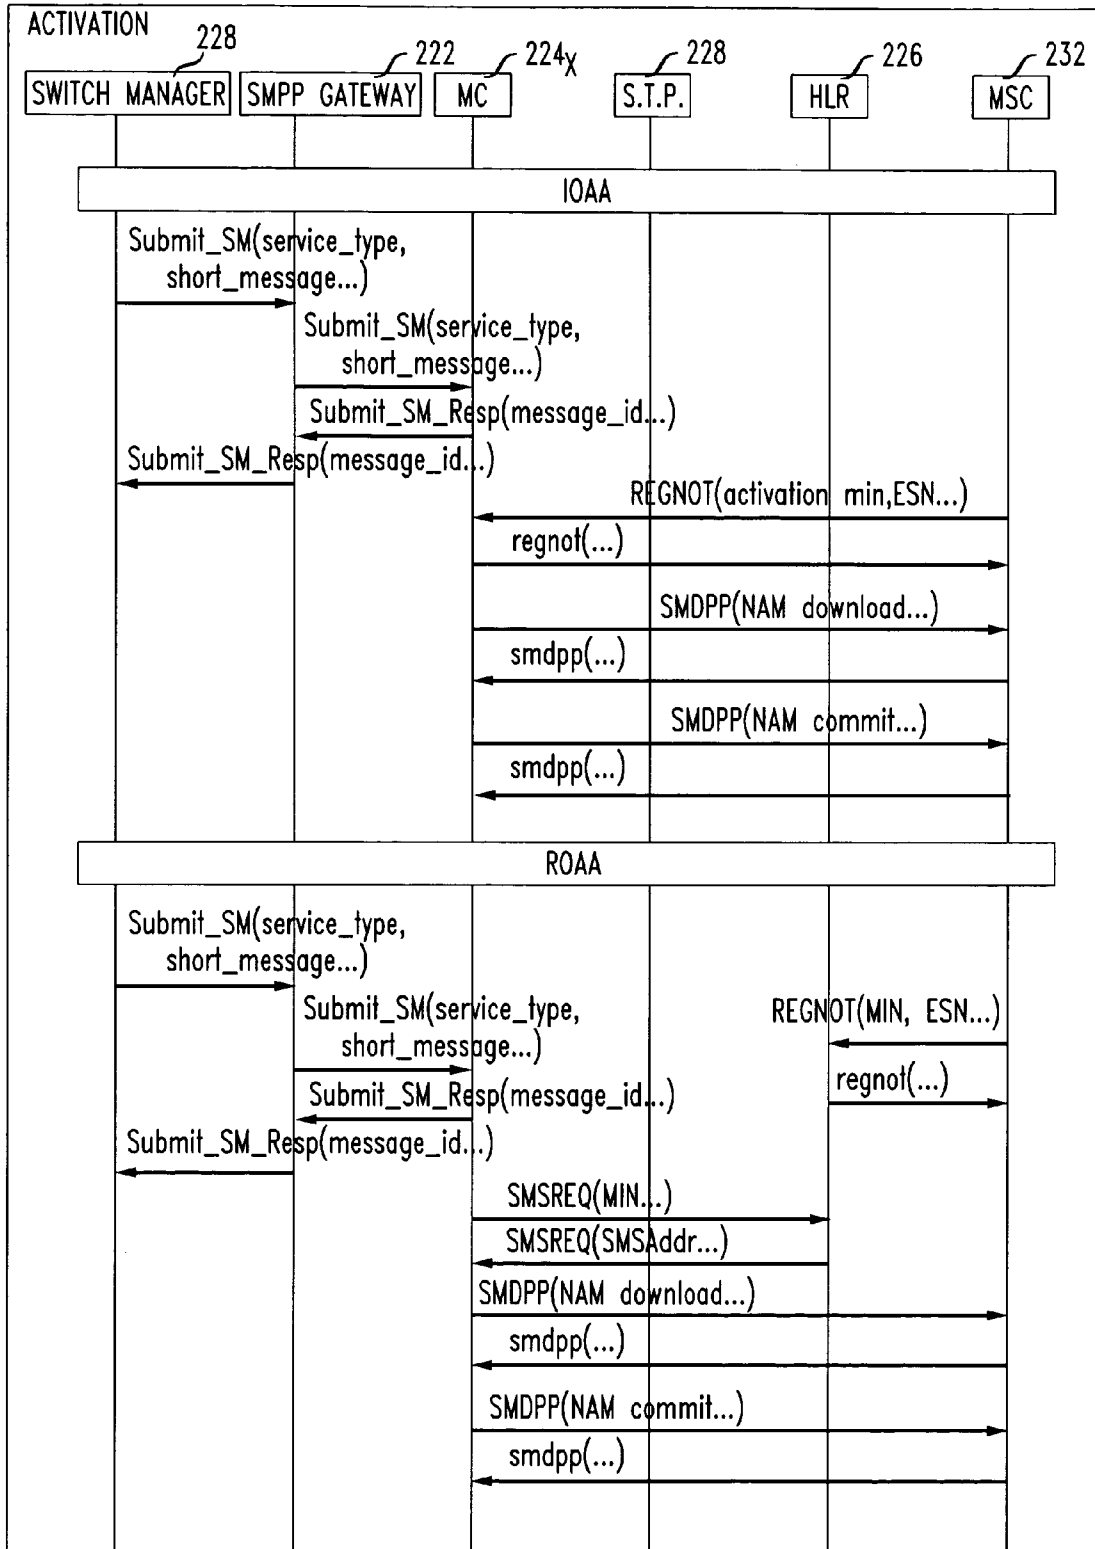 ACTIVATION
228
222
224X
228
226
232
SWITCH MANAGER
SMPP GATEWAY
MC
S.T.P.
HLR
MSC
IOAA
Submit_SM(service_type,
short_message...)
Submit_SM(service_type,
short_message...)
Submit_SM_Resp(message_id...)
Submit_SM_Resp(message_id...)
REGNOT(activation min,ESN...)
regnot(...)
SMDPP(NAM download...)
smdpp(...)
SMDPP(NAM commit...)
smdpp(...)
ROAA
Submit_SM(service_type,
short_message...)
Submit_SM(service_type,
short_message...)
REGNOT(MIN, ESN...)
regnot(...)
Submit_SM_Resp(message_id...)
Submit_SM_Resp(message_id...)
SMSREQ(MIN...)
SMSREQ(SMSAddr...)
SMDPP(NAM download...)
smdpp(...)
SMDPP(NAM commit...)
smdpp(...)